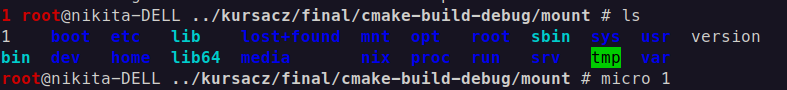 1 root@nikita-DELL ../kursacz/final/cmake-build-debug/mount # ls
1 boot etc lib lost+found mnt opt root sbin sys usr version
bin dev home lib64 media nix proc run srv tmp var
root@nikita-DELL ../kursacz/final/cmake-build-debug/mount # micro 1